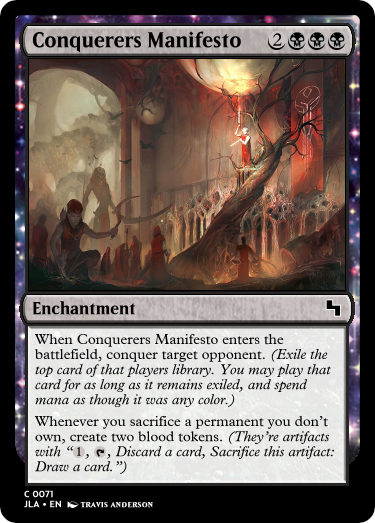 Conquerers Manifesto 2
Enchantment
When Conquerers Manifesto enters the
battlefield, conquer target opponent. (Exile the
top card of that players library. You may play
that card for as long as it remains exiled, and spend
mana as though it was any color.)
Whenever you sacrifice a permanent you don't
own, create two blood tokens. (They're artifacts
with “1, , Discard a card, Sacrifice this artifact:
Draw a card.”)
C 0071
JLA • EN TRAVIS ANDERSON